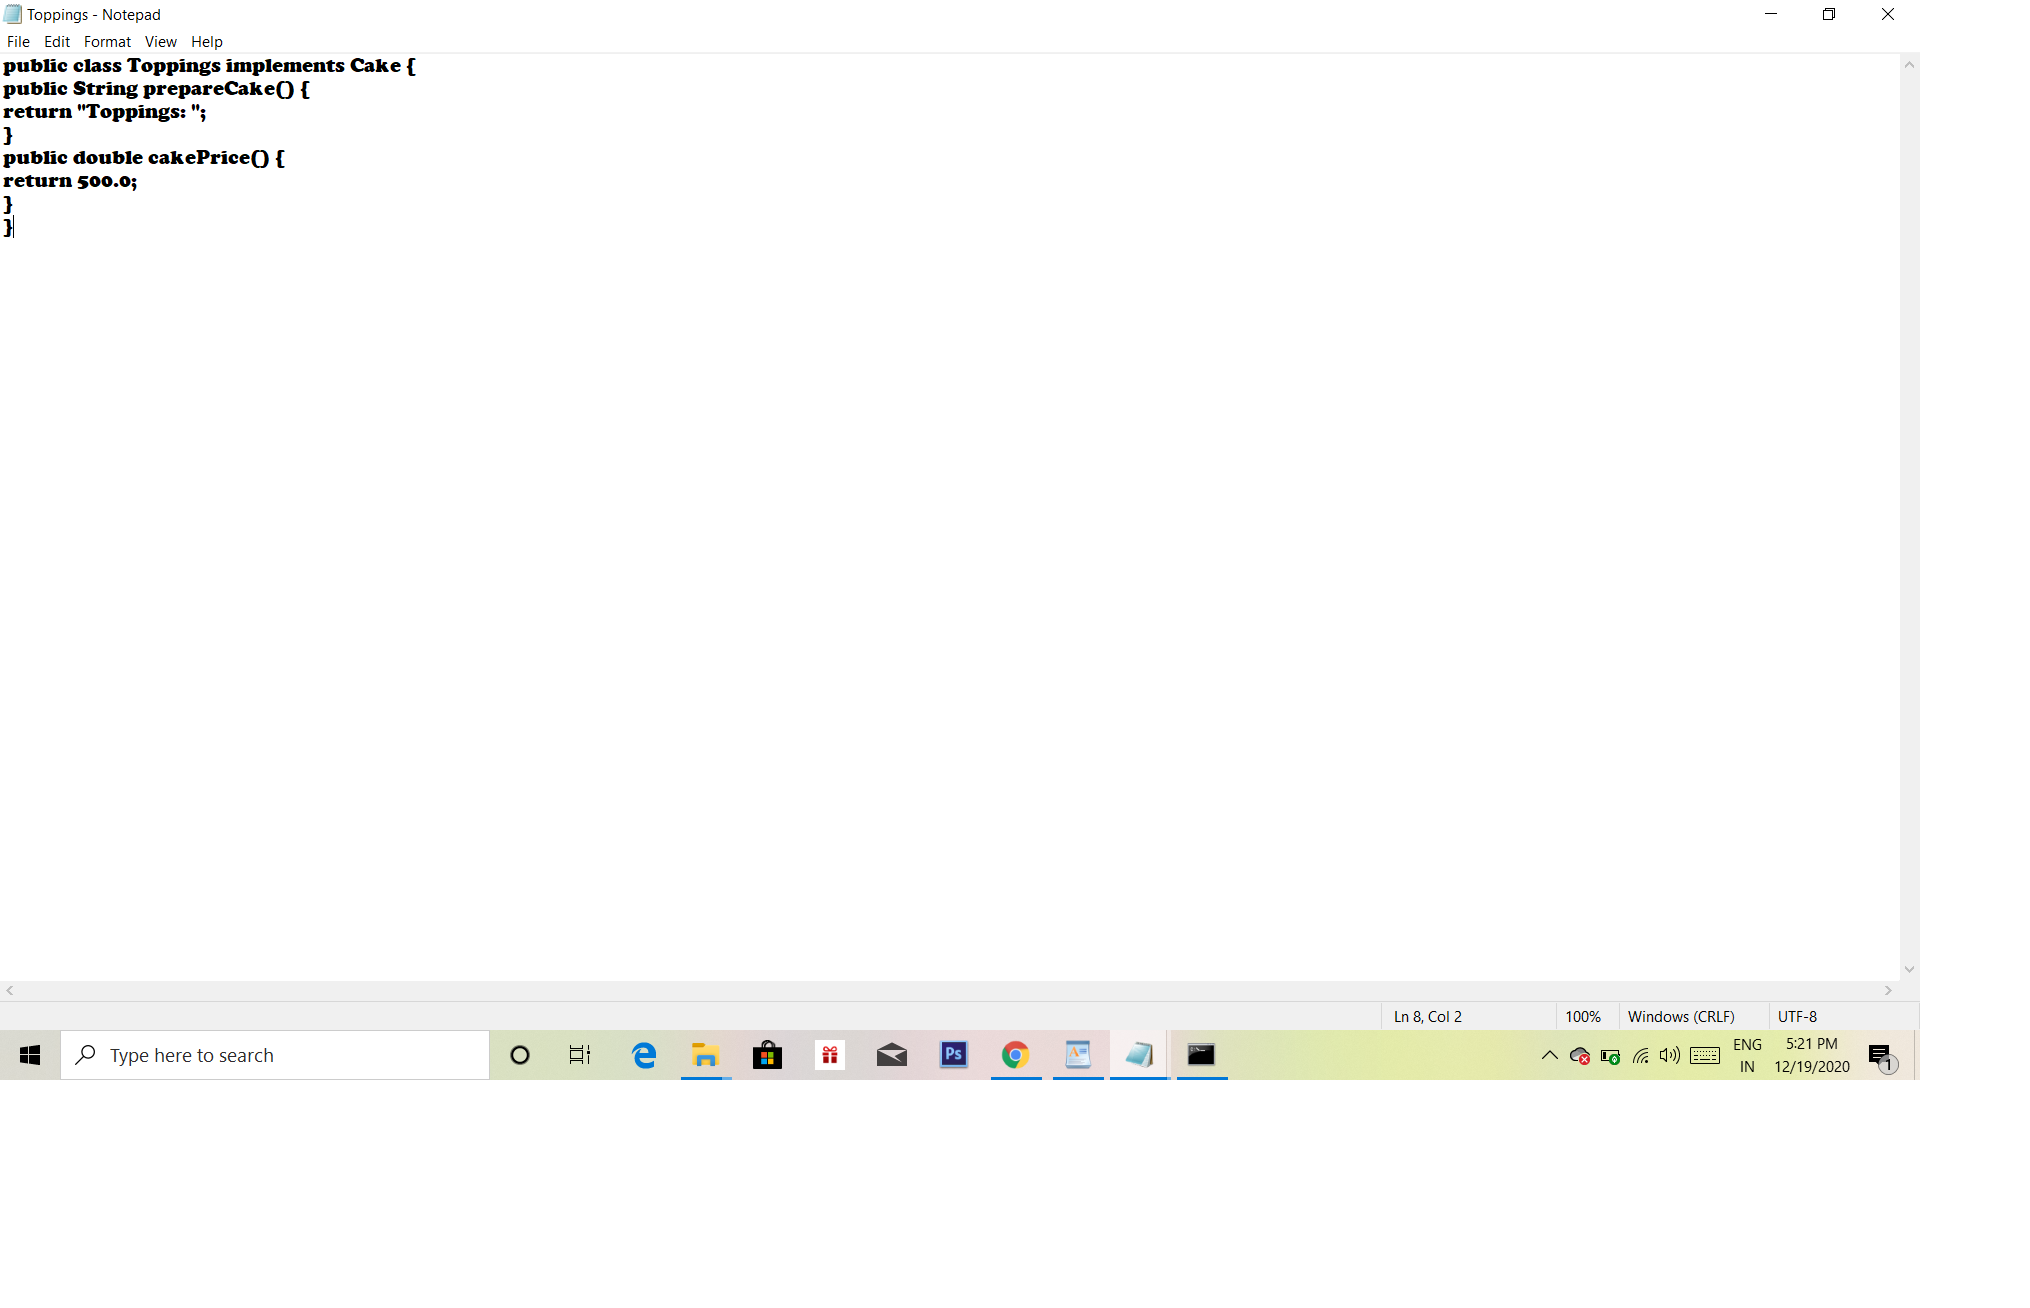 Toppings - Notepad
File Edit Format View Help
public class Toppings implements Cake {
public String prepareCake() {
return "Toppings: ";
}
public double cakePrice() {
return 500.0;
}
}
Ln 8, Col 2 100% Windows (CRLF) UTF-8
Type here to search
Ps
ENG
IN
5:21 PM
12/19/2020
1